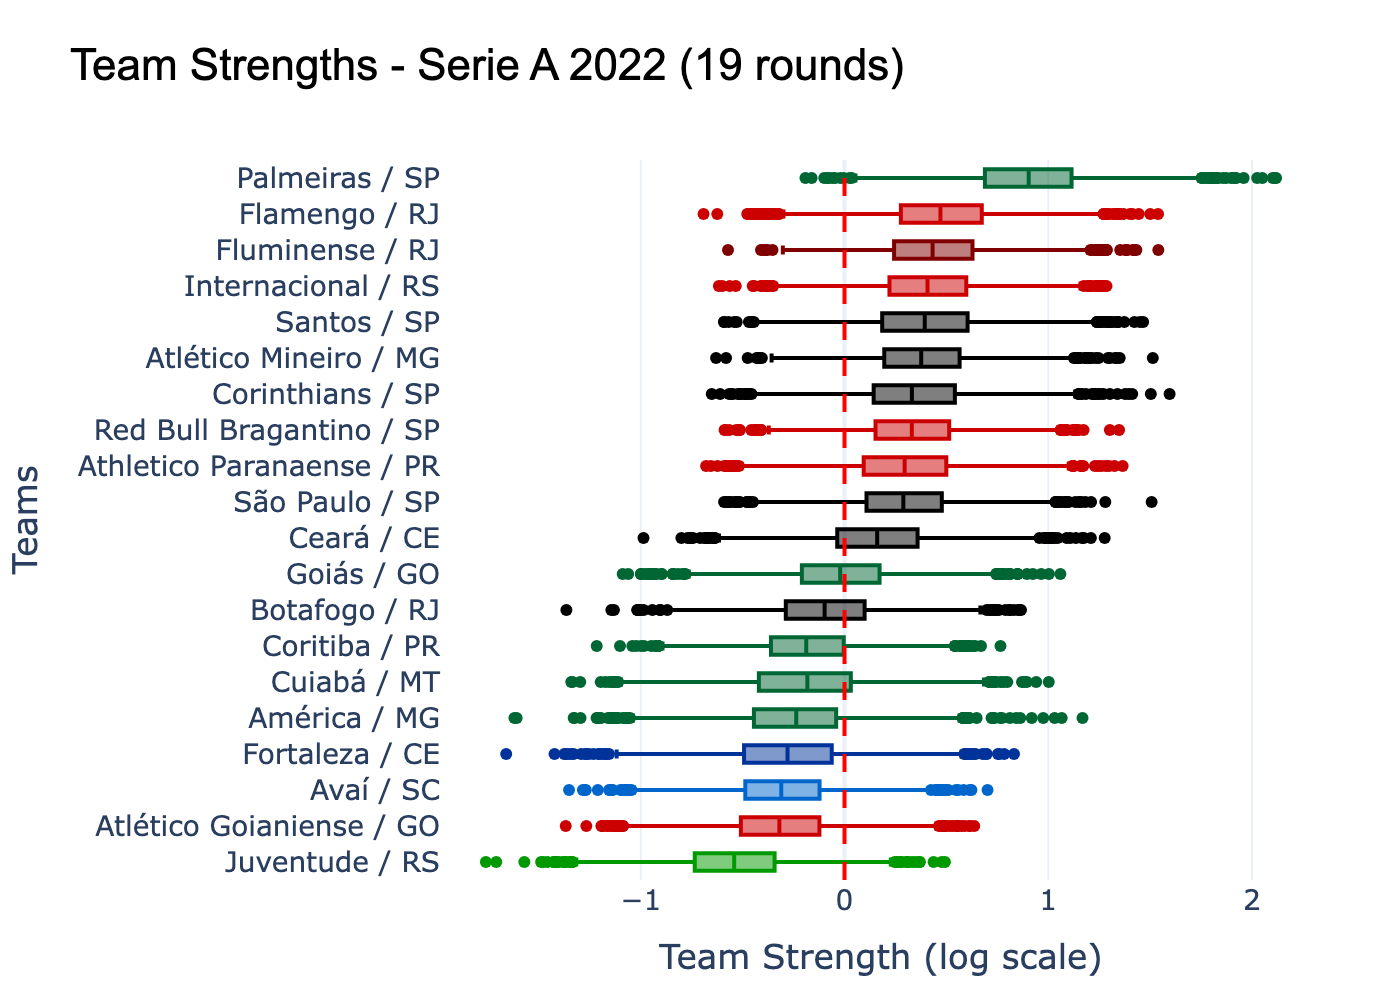 Team Strengths - Serie A 2022 (19 rounds)
Palmeiras / SP
Flamengo / RJ
Fluminense / RJ
Internacional / RS
Santos / SP
Atlético Mineiro / MG
Corinthians / SP
Red Bull Bragantino / SP
Athletico Paranaense / PR
São Paulo / SP
Ceará / CE
Goiás / GO
Botafogo / RJ
Coritiba / PR
Cuiabá / MT
América / MG
Fortaleza / CE
Avaí / SC
Atlético Goianiense / GO
Juventude / RS
Teams
−1 0 1 2
Team Strength (log scale)